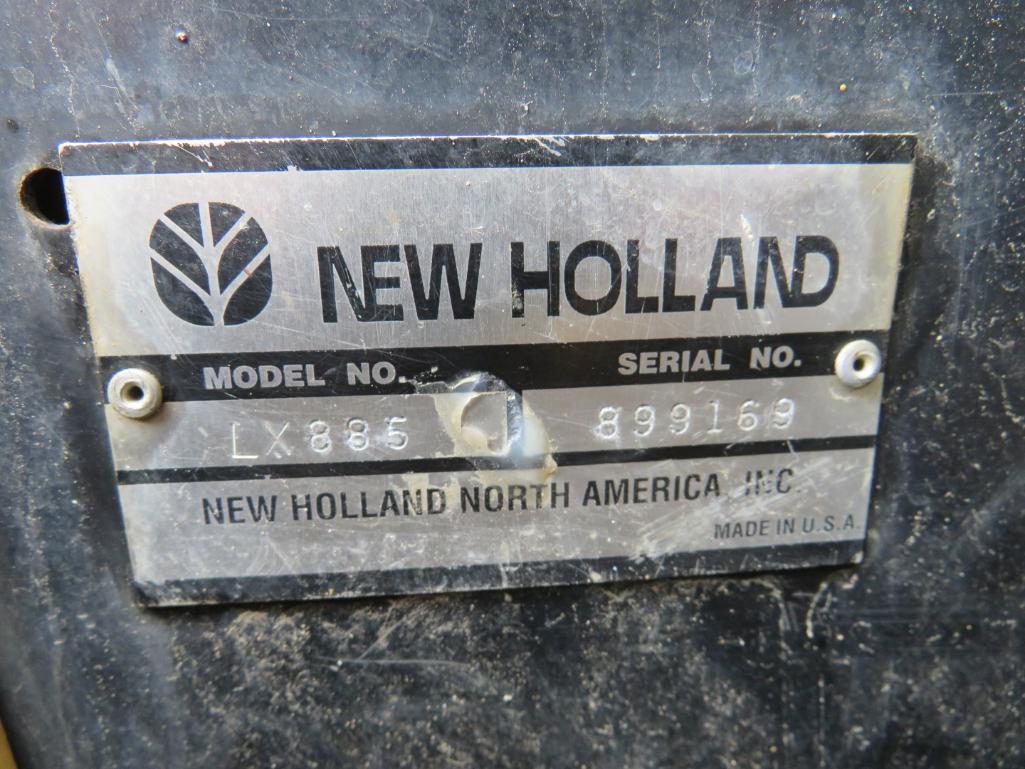 NEW HOLLAND
MODEL NO. SERIAL NO.
LX885 899169
NEW HOLLAND NORTH AMERICA, INC.
MADE IN U.S.A.